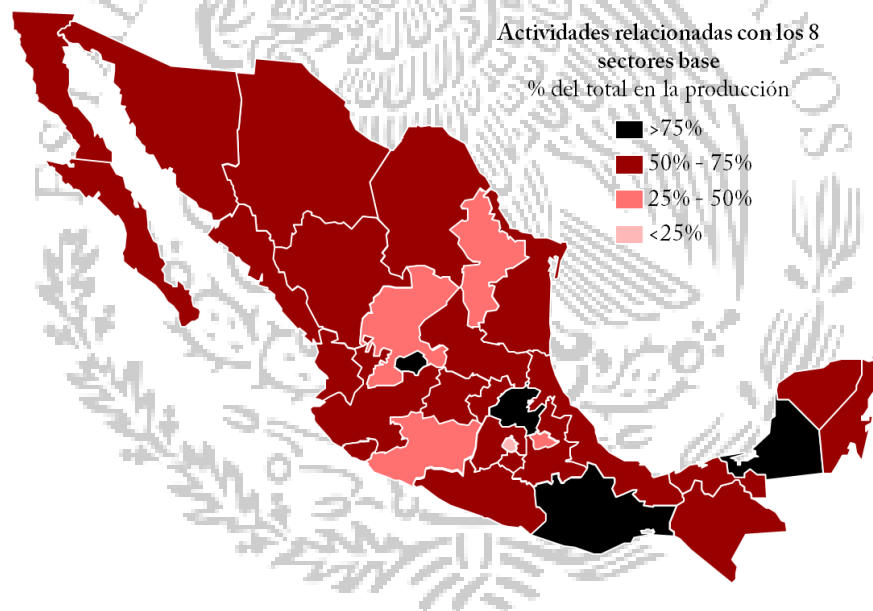 Actividades relacionadas con los 8
sectores base
% del total en la producción
>75%
50% - 75%
25% - 50%
<25%